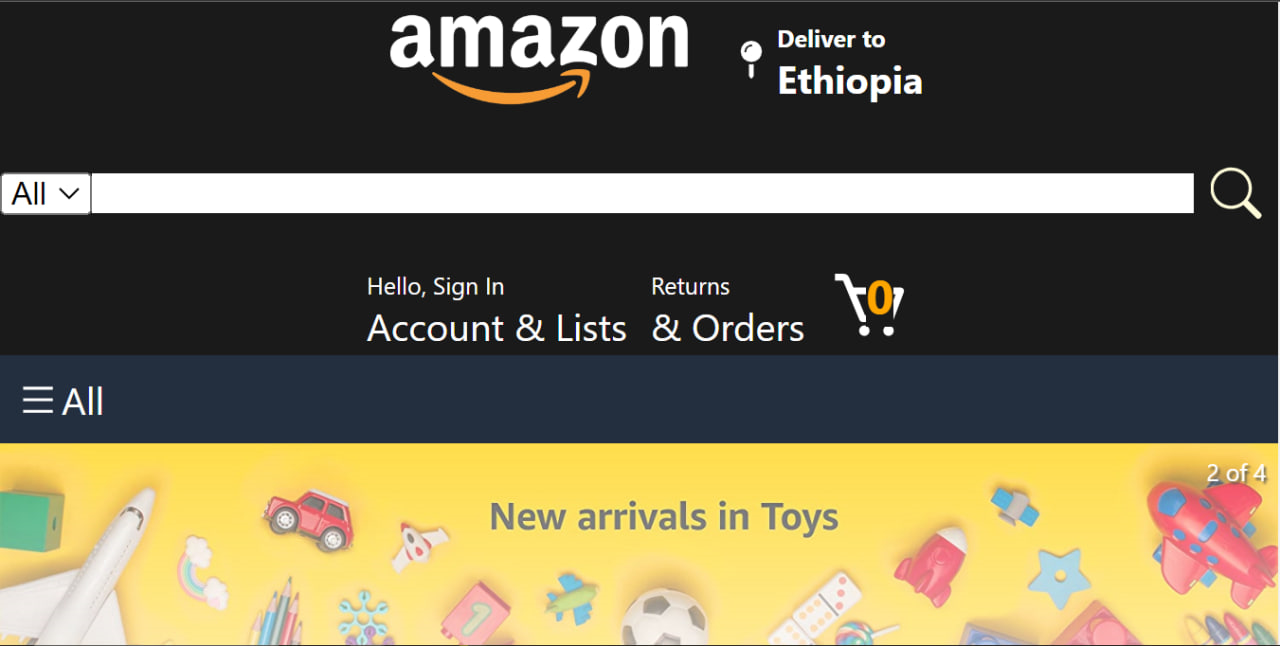 amazon
Deliver to
Ethiopia
All
Hello, Sign In
Account & Lists
Returns
& Orders
0
All
2 of 4
New arrivals in Toys
1